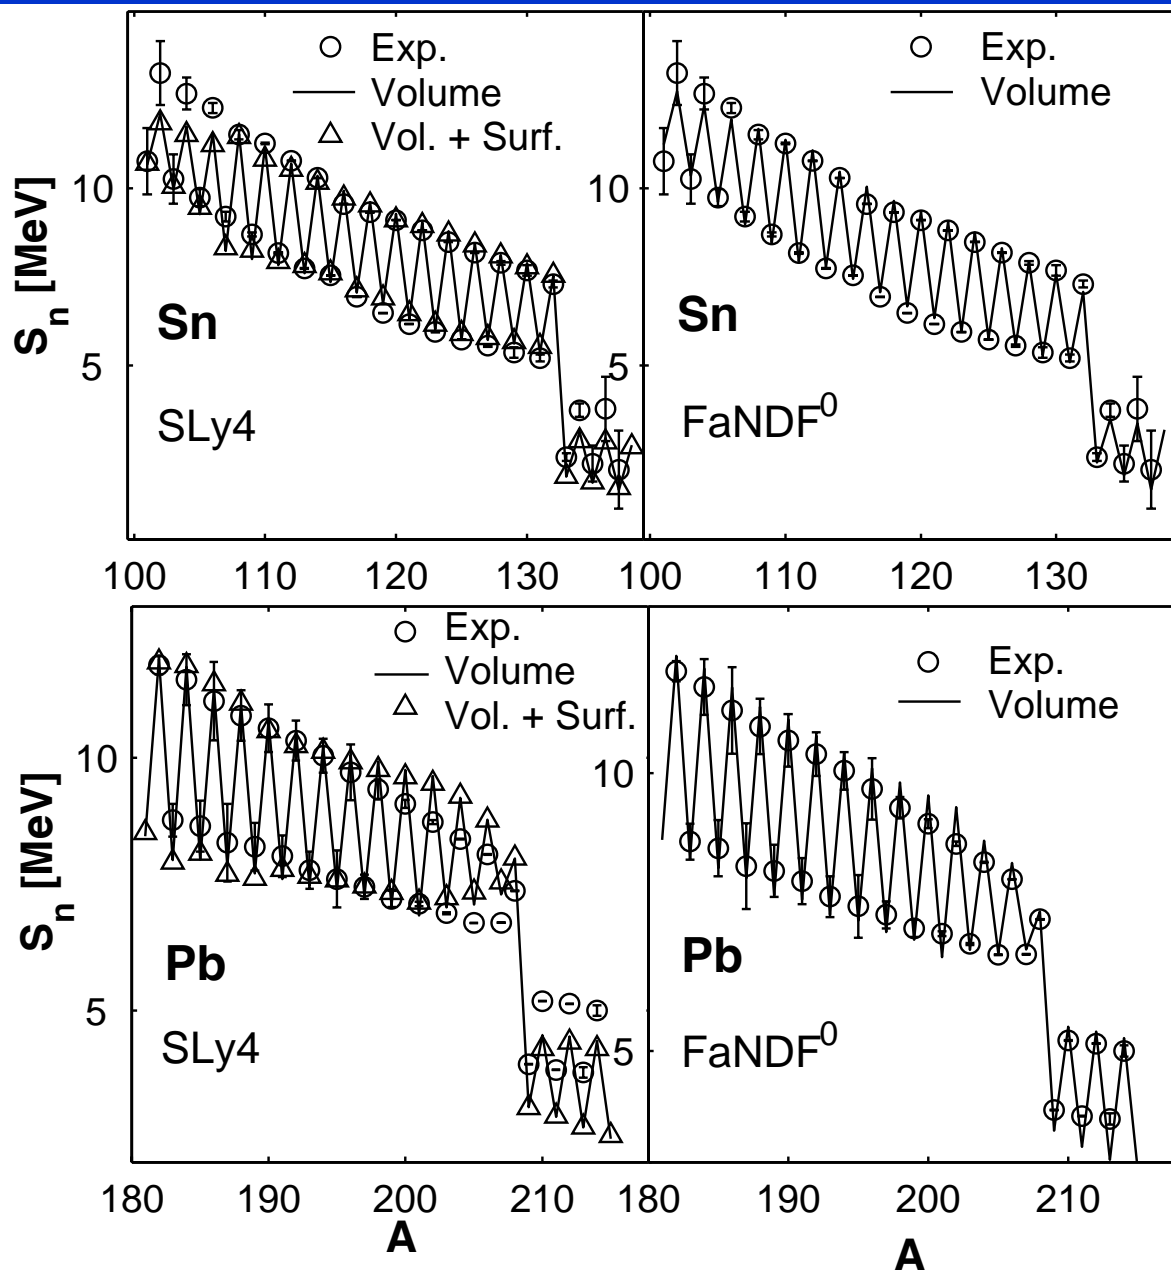 Exp.
Volume
Vol. + Surf.
Exp.
Volume
S_n [MeV]
10
5
Sn
SLy4
10
5
Sn
FaNDF^0
100 110 120 130
100 110 120 130
Exp.
Volume
Vol. + Surf.
Exp.
Volume
S_n [MeV]
10
5
Pb
SLy4
10
5
Pb
FaNDF^0
180 190 200 210
180 190 200 210
A
A